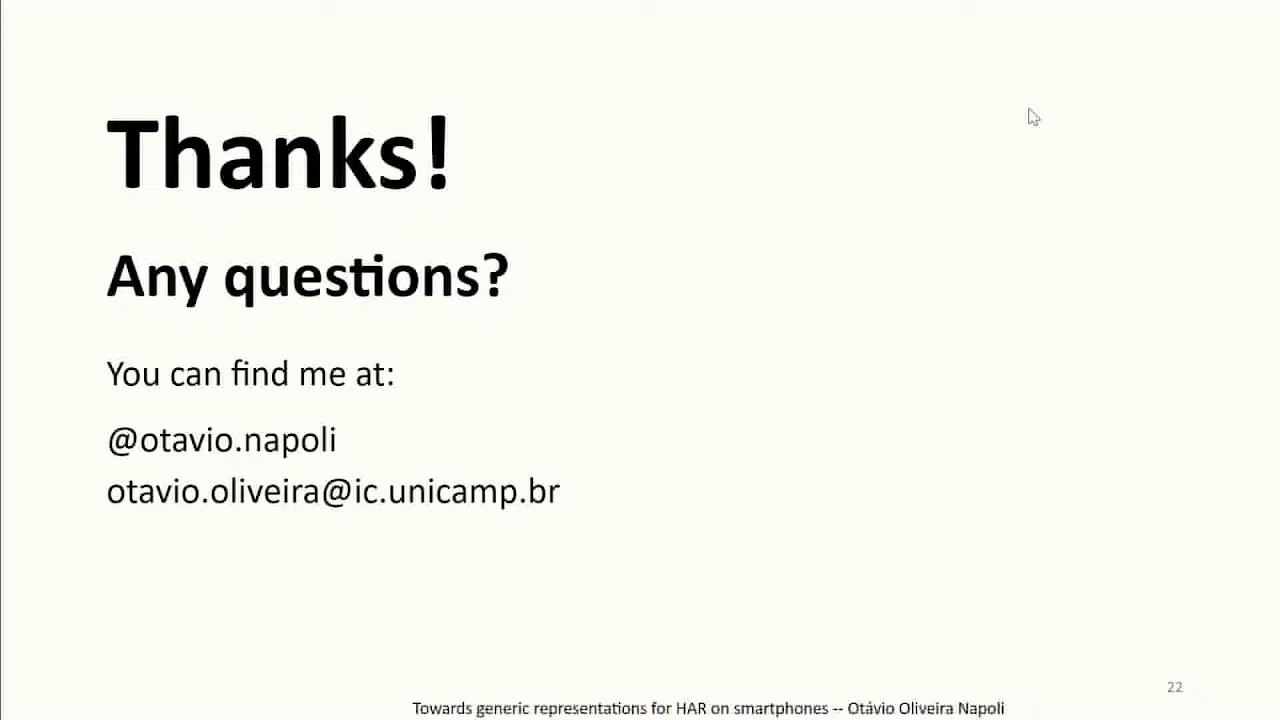 Thanks!
Any questions?
You can find me at:
@otavio.napoli
otavio.oliveira@ic.unicamp.br
22
Towards generic representations for HAR on smartphones -- Otávio Oliveira Napoli